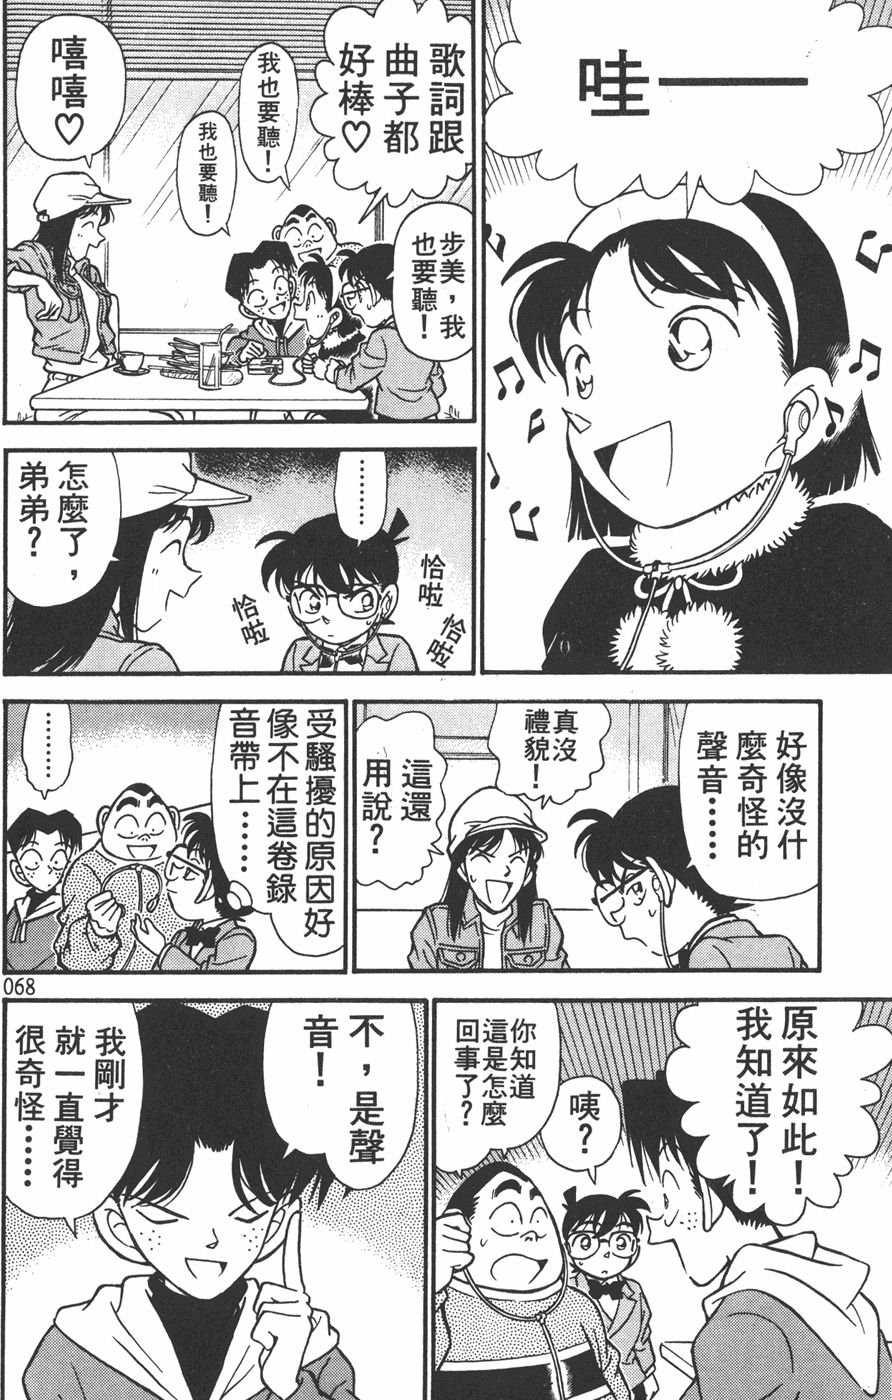 哇——
歌詞跟
曲子都
好棒♡
我也要聽！
我也要聽！
步美，我
也要聽！
嘻
嘻
♡
………
恰啦
恰啦
恰啦
怎麼了，
弟弟？
好像沒什
麼奇怪的
聲音……
真沒
禮貌！
這還
用說？
受騷擾的原因好
像不在這卷錄
音帶上……
………
068
原來如此！
我知道了！
咦？
你知道
這是怎麼
回事了？
不，是聲
音！
我剛才
就一直覺得
很奇怪……